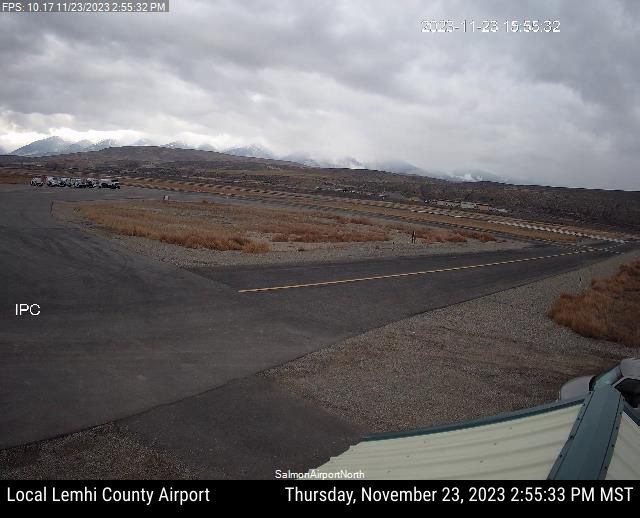 FPS: 10.17 11/23/2023 2:55:32 PM
2023-11-23 15:55:32
IPC
SalmonAirportNorth
Local Lemhi County Airport Thursday, November 23, 2023 2:55:33 PM MST